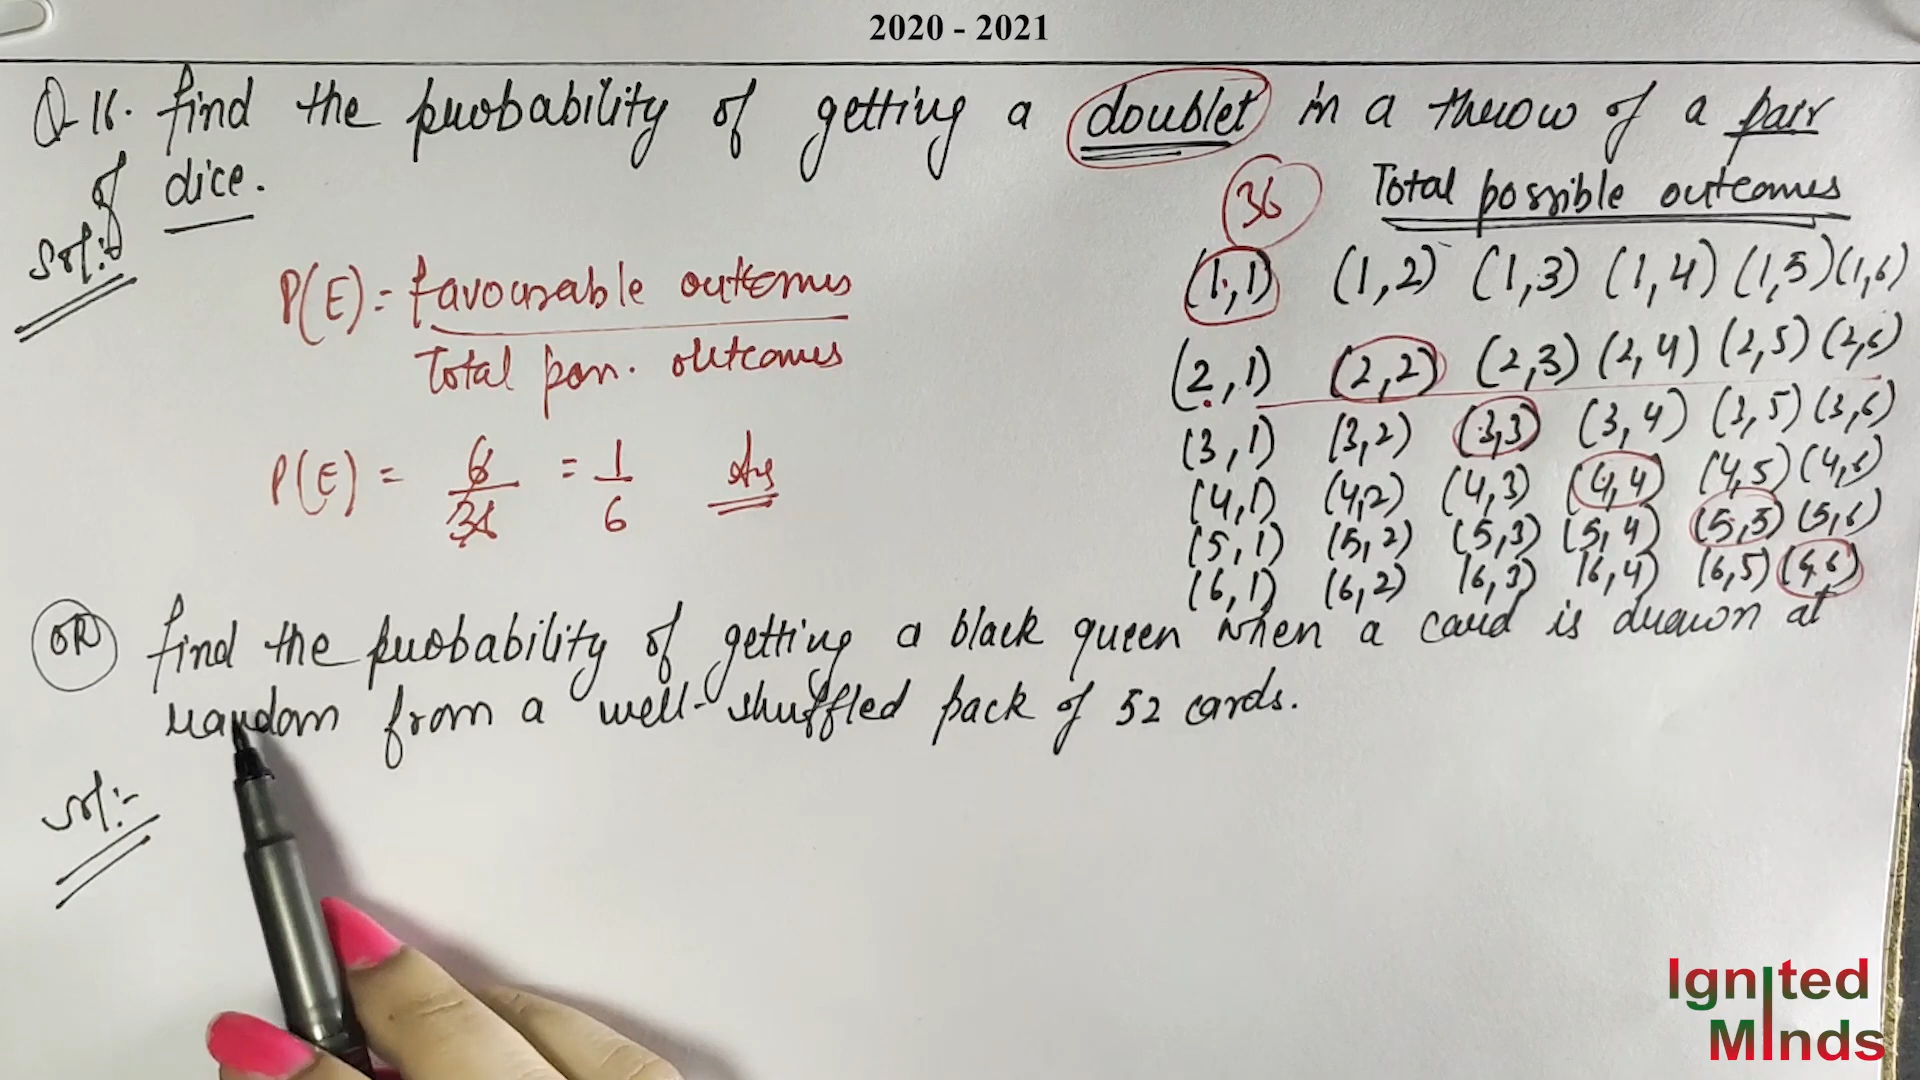 2020 - 2021
Q-16. find the probability of getting a doublet in a throw of a pair
of dice.
Sol:-
36
Total possible outcomes
(1,1) (1,2) (1,3) (1,4) (1,5) (1,6)
(2,1) (2,2) (2,3) (2,4) (2,5) (2,6)
(3,1) (3,2) (3,3) (3,4) (3,5) (3,6)
(4,1) (4,2) (4,3) (4,4) (4,5) (4,6)
(5,1) (5,2) (5,3) (5,4) (5,5) (5,6)
(6,1) (6,2) (6,3) (6,4) (6,5) (6,6)
P(E) = favourable outcomes
Total poss. outcomes
P(E) = 6/36 = 1/6 Ans
OR find the probability of getting a black queen when a card is drawn at
random from a well-shuffled pack of 52 cards.
Sol:-
Ignited
Minds